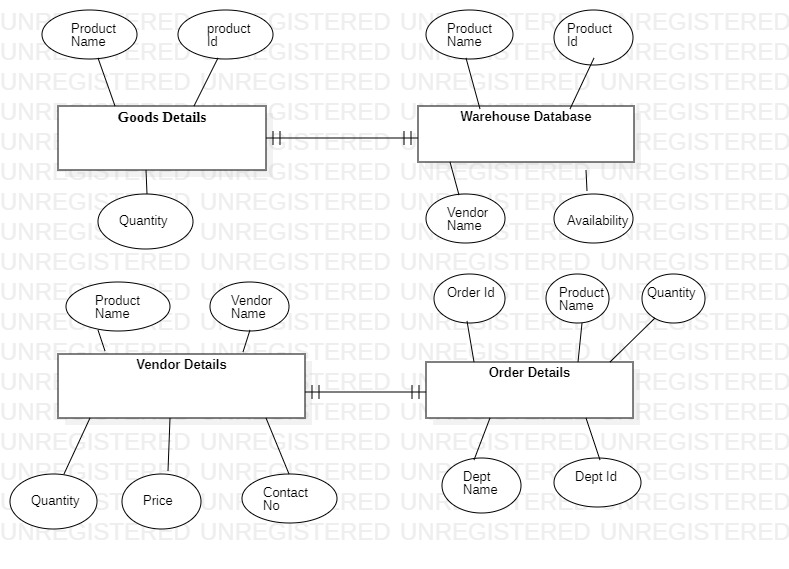 Product
Name
product
Id
Product
Name
Product
Id
Goods Details
Warehouse Database
Quantity
Vendor
Name
Availability
Product
Name
Vendor
Name
Order Id
Product
Name
Quantity
Vendor Details
Order Details
Quantity
Price
Contact
No
Dept
Name
Dept Id
UNREGISTERED